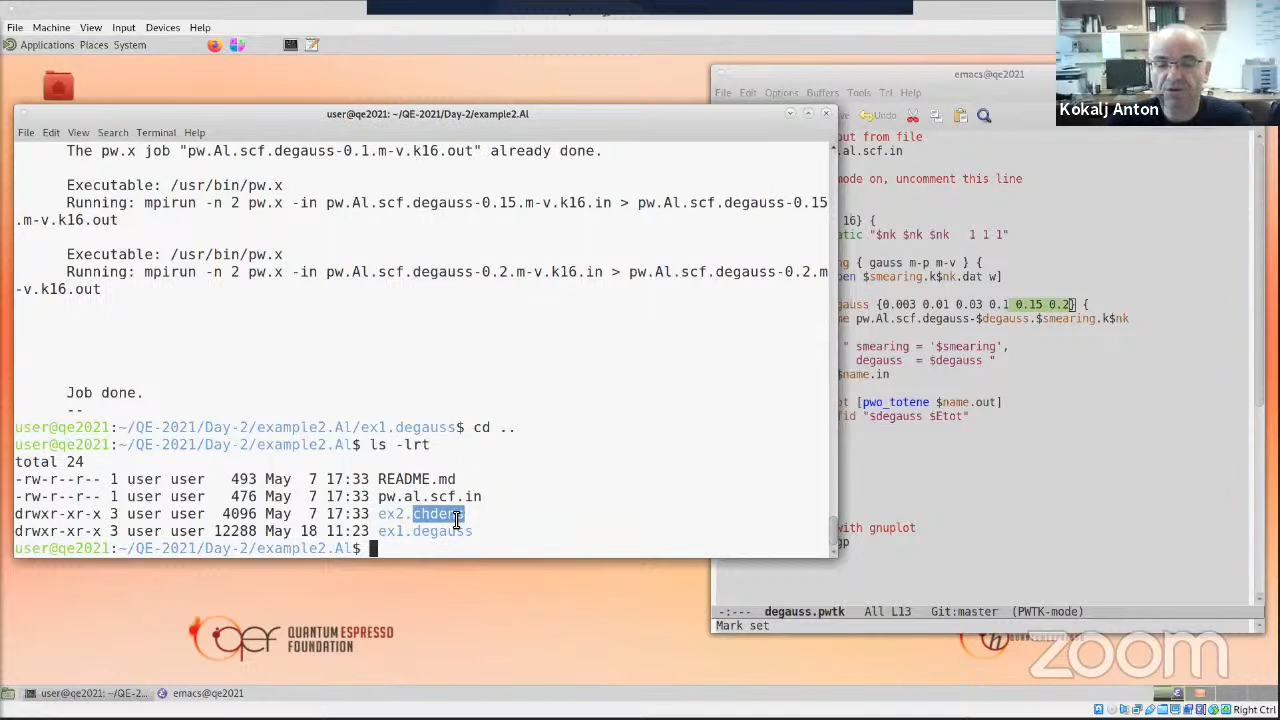 File Machine View Input Devices Help
Applications Places System
Kokalj Anton
emacs@qe2021
File Edit Options Buffers Tools Tcl Help
Undo
out from file
.al.scf.in
mode on, uncomment this line
16} {
tatic "$nk $nk $nk 1 1 1"
g { gauss m-p m-v } {
pen $smearing.k$nk.dat w]
gauss {0.003 0.01 0.03 0.1 0.15 0.2} {
me pw.Al.scf.degauss-$degauss.$smearing.k$nk
" smearing = '$smearing',
degauss = $degauss "
$name.in
ot [pwo_totene $name.out]
fid "$degauss $Etot"
with gnuplot
gp
-:--- degauss.pwtk All L13 Git:master (PWTK-mode)
Mark set
user@qe2021: ~/QE-2021/Day-2/example2.Al
File Edit View Search Terminal Help
The pw.x job "pw.Al.scf.degauss-0.1.m-v.k16.out" already done.
Executable: /usr/bin/pw.x
Running: mpirun -n 2 pw.x -in pw.Al.scf.degauss-0.15.m-v.k16.in > pw.Al.scf.degauss-0.15
.m-v.k16.out
Executable: /usr/bin/pw.x
Running: mpirun -n 2 pw.x -in pw.Al.scf.degauss-0.2.m-v.k16.in > pw.Al.scf.degauss-0.2.m
-v.k16.out
Job done.
--
user@qe2021:~/QE-2021/Day-2/example2.Al/ex1.degauss$ cd ..
user@qe2021:~/QE-2021/Day-2/example2.Al$ ls -lrt
total 24
-rw-r--r-- 1 user user 493 May 7 17:33 README.md
-rw-r--r-- 1 user user 476 May 7 17:33 pw.al.scf.in
drwxr-xr-x 3 user user 4096 May 7 17:33 ex2.chdens
drwxr-xr-x 3 user user 12288 May 18 11:23 ex1.degauss
user@qe2021:~/QE-2021/Day-2/example2.Al$
QUANTUM ESPRESSO
FOUNDATION
zoom
user@qe2021: ~/QE-2...
emacs@qe2021
Right Ctrl